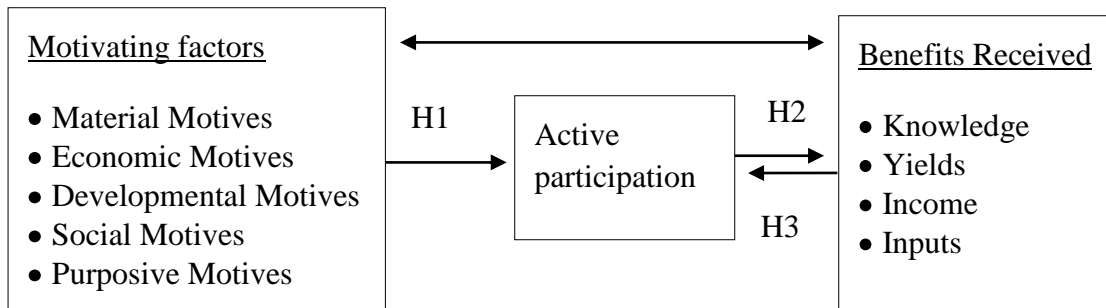 Motivating factors
• Material Motives
• Economic Motives
• Developmental Motives
• Social Motives
• Purposive Motives
H1
Active
participation
H2
H3
Benefits Received
• Knowledge
• Yields
• Income
• Inputs